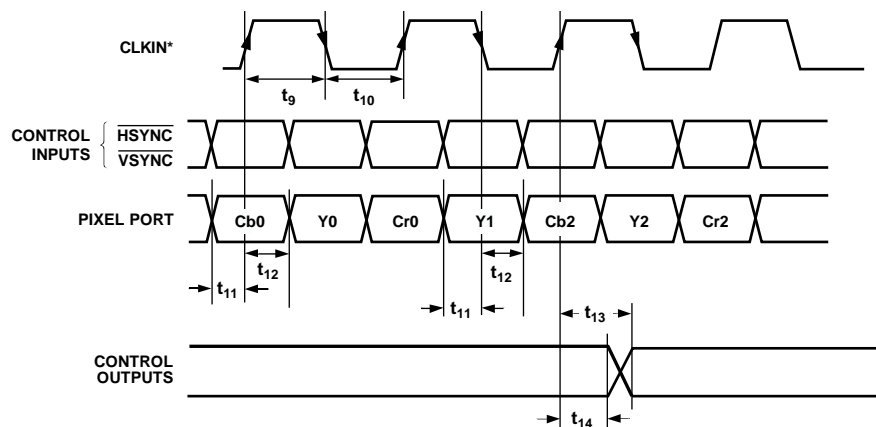 CLKIN*
t9 t10
CONTROL INPUTS { HSYNC
VSYNC
PIXEL PORT Cb0 Y0 Cr0 Y1 Cb2 Y2 Cr2
t12 t12
t11 t11
t13
CONTROL
OUTPUTS
t14